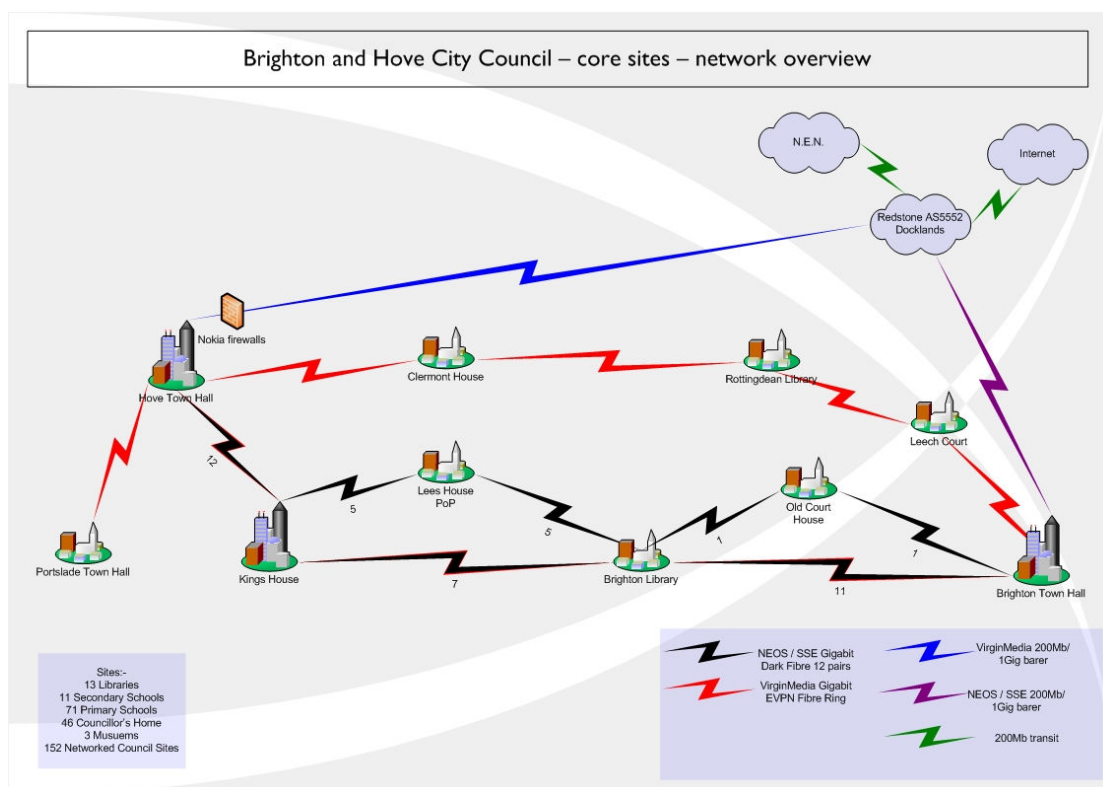 Brighton and Hove City Council – core sites – network overview
N.E.N.
Internet
Redstone AS5552
Docklands
Nokia firewalls
Hove Town Hall
Clermont House
Rottingdean Library
Leech Court
12
Lees House
PoP
5
5
Old Court
House
1
1
Portslade Town Hall
Kings House
7
Brighton Library
11
Brighton Town Hall
Sites:-
13 Libraries
11 Secondary Schools
71 Primary Schools
46 Councillor's Home
3 Musuems
152 Networked Council Sites
NEOS / SSE Gigabit
Dark Fibre 12 pairs
VirginMedia Gigabit
EVPN Fibre Ring
VirginMedia 200Mb/
1Gig barer
NEOS / SSE 200Mb/
1Gig barer
200Mb transit